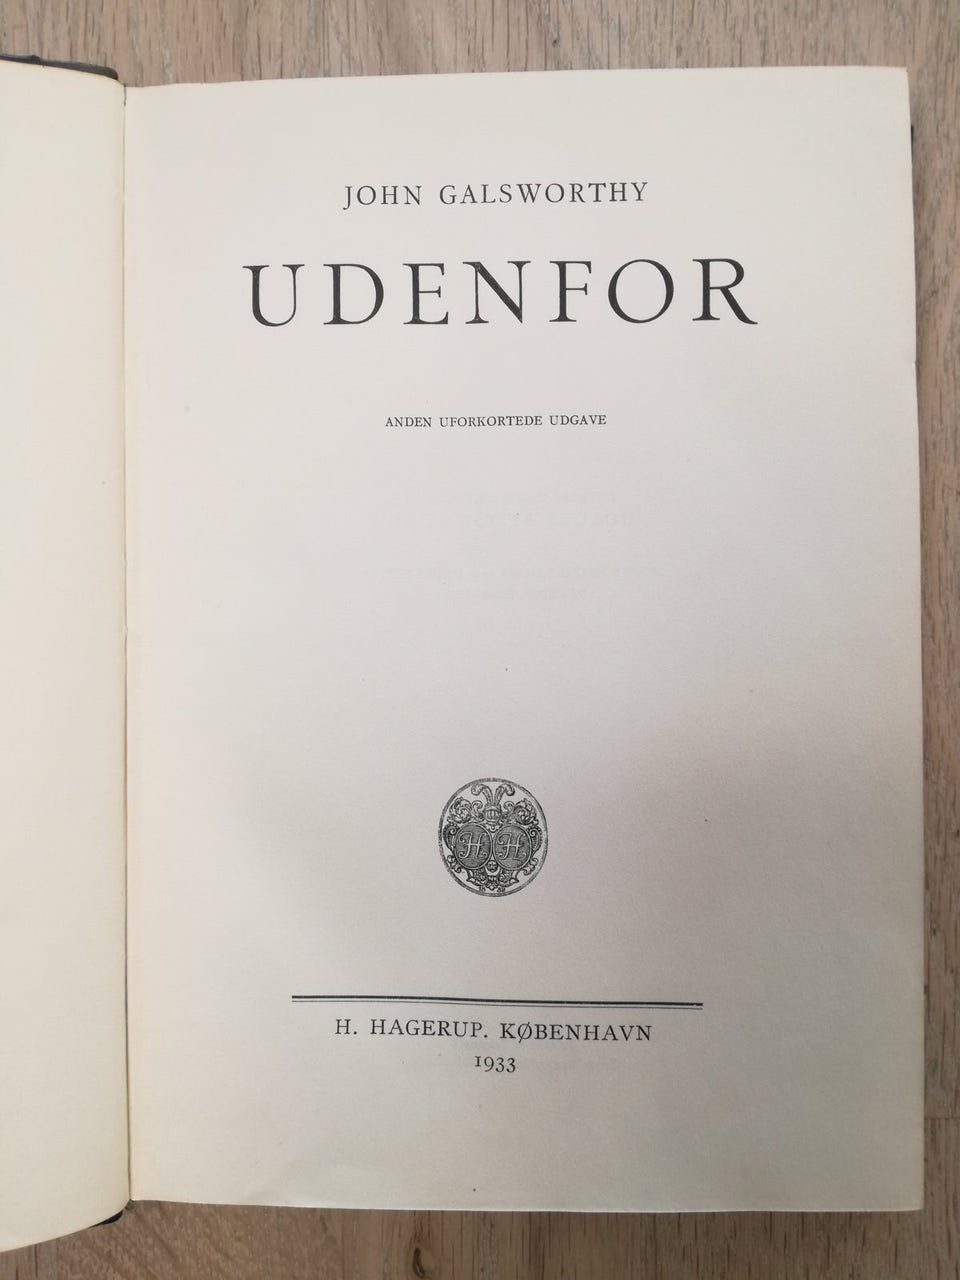 JOHN GALSWORTHY
UDENFOR
ANDEN UFORKORTEDE UDGAVE
H H
H. HAGERUP. KØBENHAVN
1933